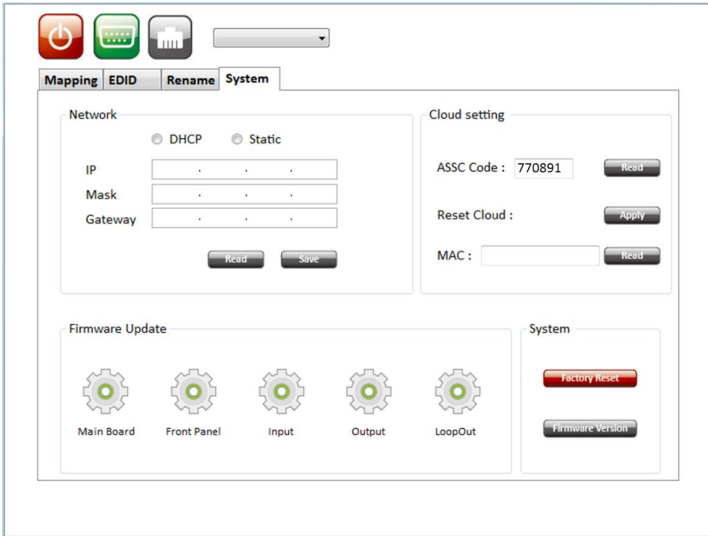 Mapping EDID Rename System
Network
DHCP Static
IP
Mask
Gateway
Read Save
Cloud setting
ASSC Code : 770891 Read
Reset Cloud : Apply
MAC : Read
Firmware Update
Main Board Front Panel Input Output LoopOut
System
Factory Reset
Firmware Version